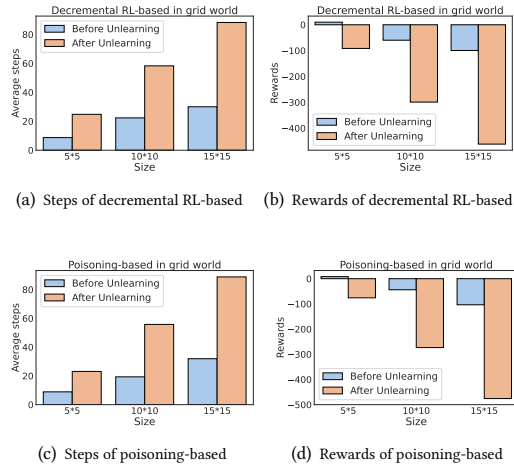 Decremental RL-based in grid world
Average steps
80
60
40
20
0
Before Unlearning
After Unlearning
5*5
10*10
15*15
Size
(a) Steps of decremental RL-based
Decremental RL-based in grid world
Rewards
0
−100
−200
−300
−400
Before Unlearning
After Unlearning
5*5
10*10
15*15
Size
(b) Rewards of decremental RL-based
Poisoning-based in grid world
Average steps
80
60
40
20
0
Before Unlearning
After Unlearning
5*5
10*10
15*15
Size
(c) Steps of poisoning-based
Poisoning-based in grid world
Rewards
0
−100
−200
−300
−400
−500
Before Unlearning
After Unlearning
5*5
10*10
15*15
Size
(d) Rewards of poisoning-based